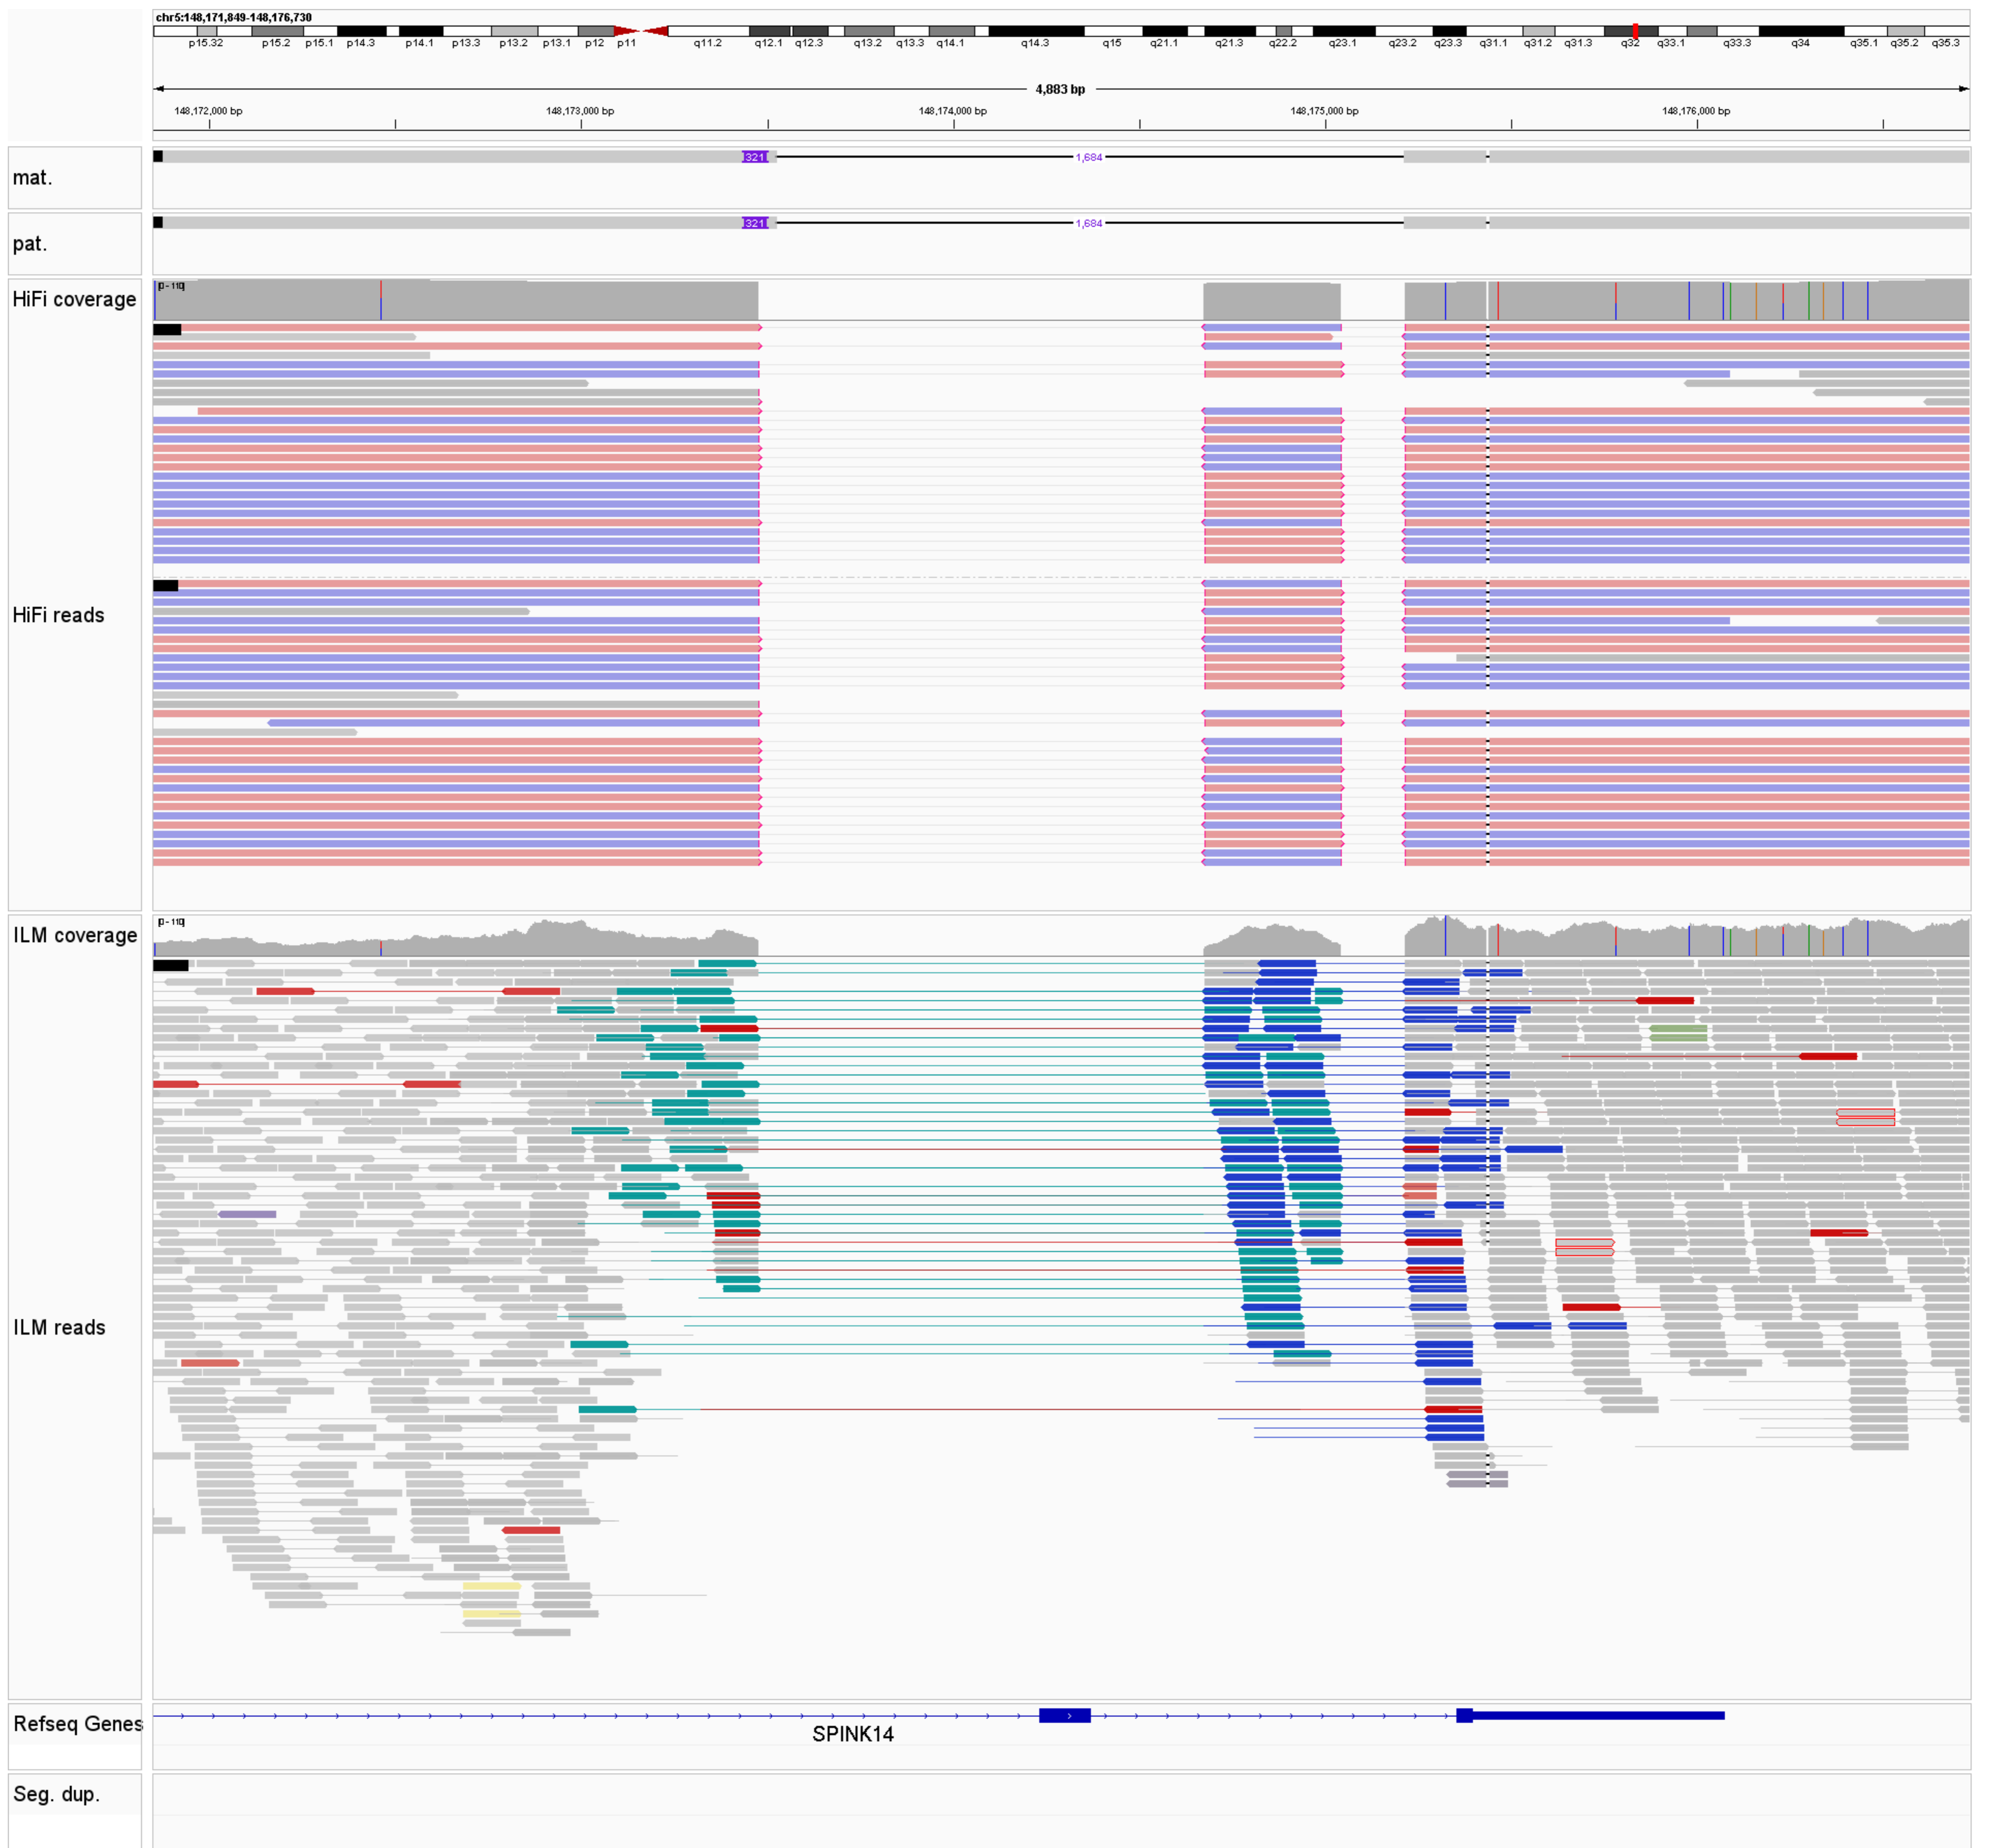 chr5:148,171,849-148,176,730
p15.32 p15.2 p15.1 p14.3 p14.1 p13.3 p13.2 p13.1 p12 p11 q11.2 q12.1 q12.3 q13.2 q13.3 q14.1 q14.3 q15 q21.1 q21.3 q22.2 q23.1 q23.2 q23.3 q31.1 q31.2 q31.3 q32 q33.1 q33.3 q34 q35.1 q35.2 q35.3
4,883 bp
148,172,000 bp 148,173,000 bp 148,174,000 bp 148,175,000 bp 148,176,000 bp
321 1,684
mat.
321 1,684
pat.
[0 - 110]
HiFi coverage
HiFi reads
[0 - 110]
ILM coverage
ILM reads
Refseq Genes
SPINK14
Seg. dup.